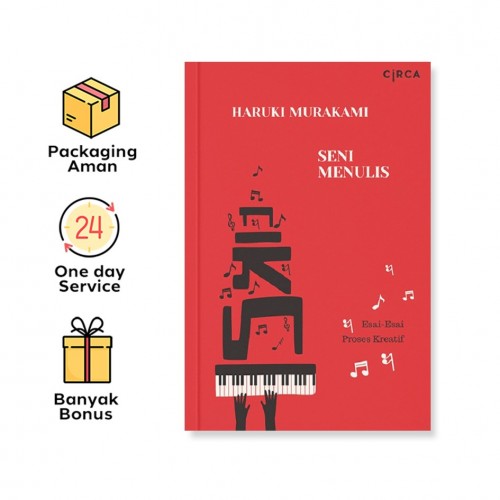 CIRCA
HARUKI MURAKAMI
SENI
MENULIS
Esai-Esai
Proses Kreatif
Packaging
Aman
24
One day
Service
Banyak
Bonus